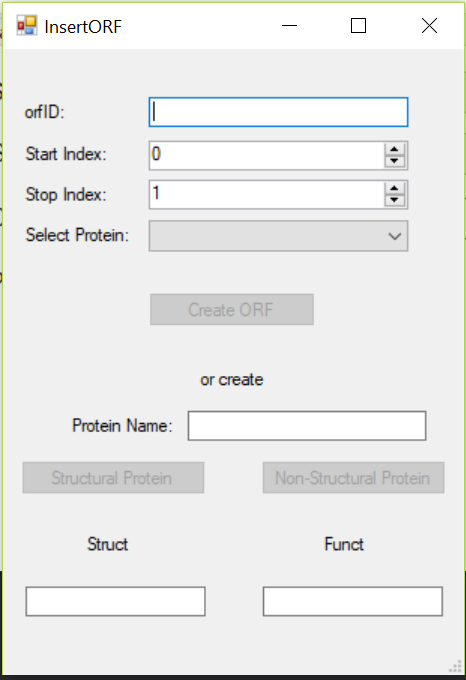 InsertORF
orfID:
Start Index: 0
Stop Index: 1
Select Protein:
Create ORF
or create
Protein Name:
Structural Protein Non-Structural Protein
Struct Funct